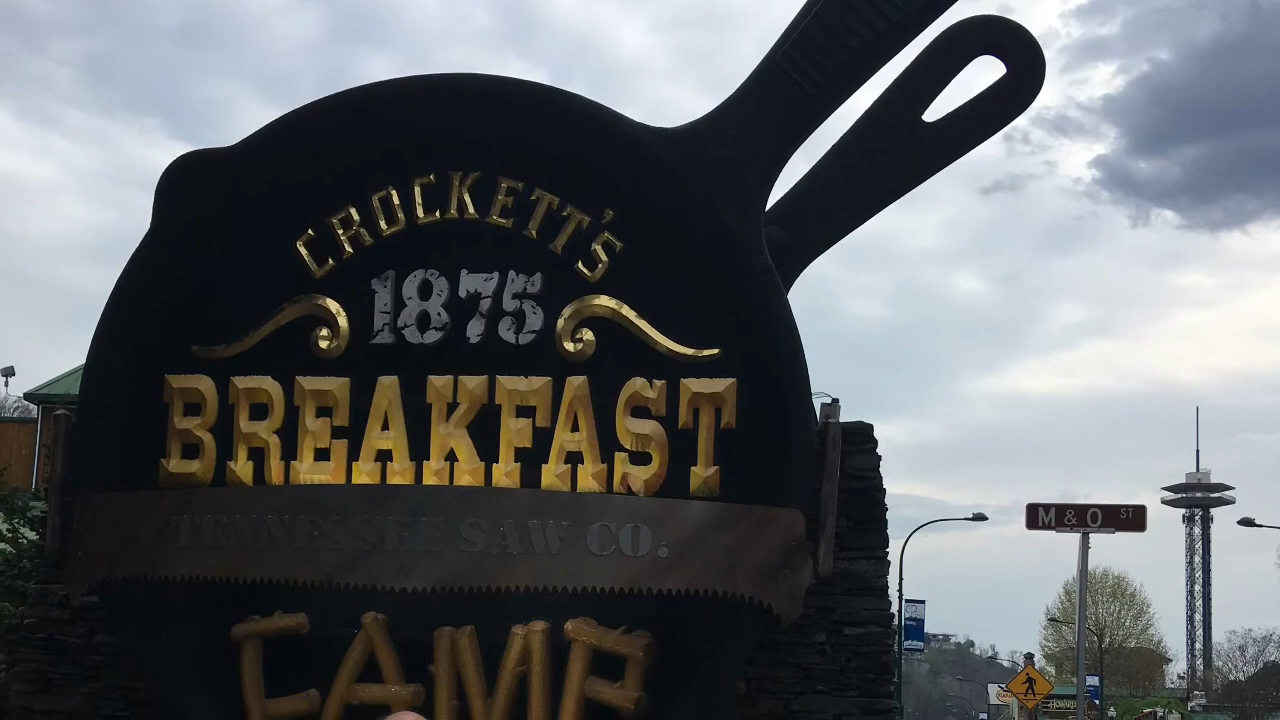 CROCKETT'S
1875
BREAKFAST
TENNESSEE SAW CO.
CAMP
M & O ST